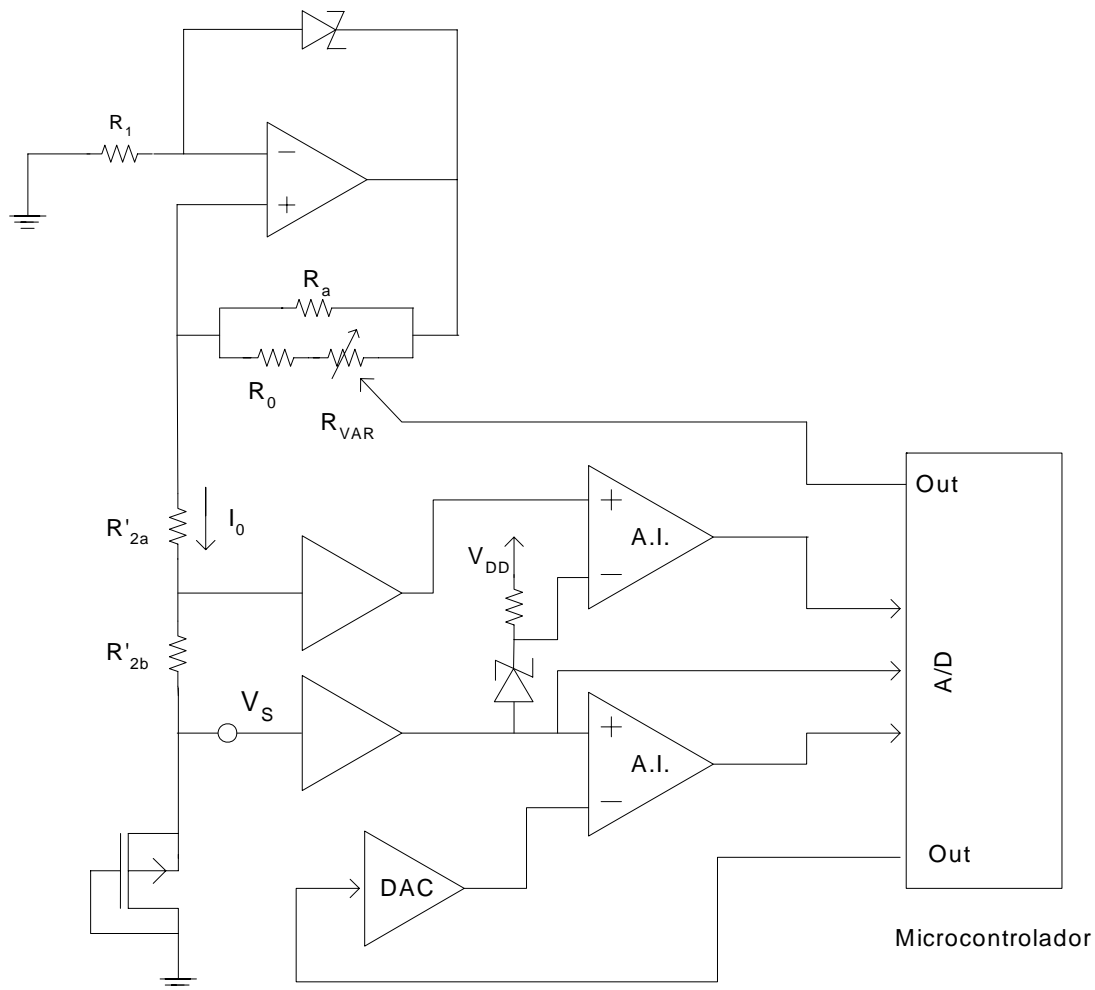 R1
−
+
Ra
R0
RVAR
Out
R'2a
I0
+
A.I.
−
VDD
R'2b
A/D
VS
+
A.I.
−
Out
DAC
Microcontrolador